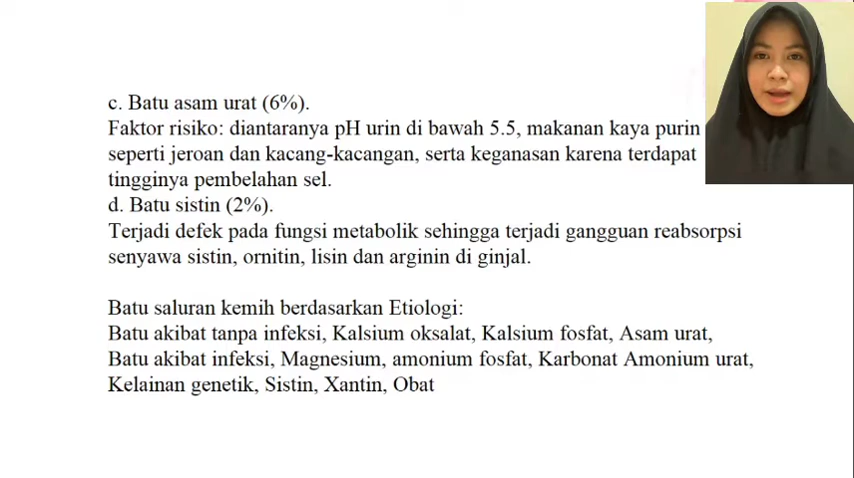 c. Batu asam urat (6%).
Faktor risiko: diantaranya pH urin di bawah 5.5, makanan kaya purin
seperti jeroan dan kacang-kacangan, serta keganasan karena terdapat
tingginya pembelahan sel.
d. Batu sistin (2%).
Terjadi defek pada fungsi metabolik sehingga terjadi gangguan reabsorpsi
senyawa sistin, ornitin, lisin dan arginin di ginjal.
Batu saluran kemih berdasarkan Etiologi:
Batu akibat tanpa infeksi, Kalsium oksalat, Kalsium fosfat, Asam urat,
Batu akibat infeksi, Magnesium, amonium fosfat, Karbonat Amonium urat,
Kelainan genetik, Sistin, Xantin, Obat